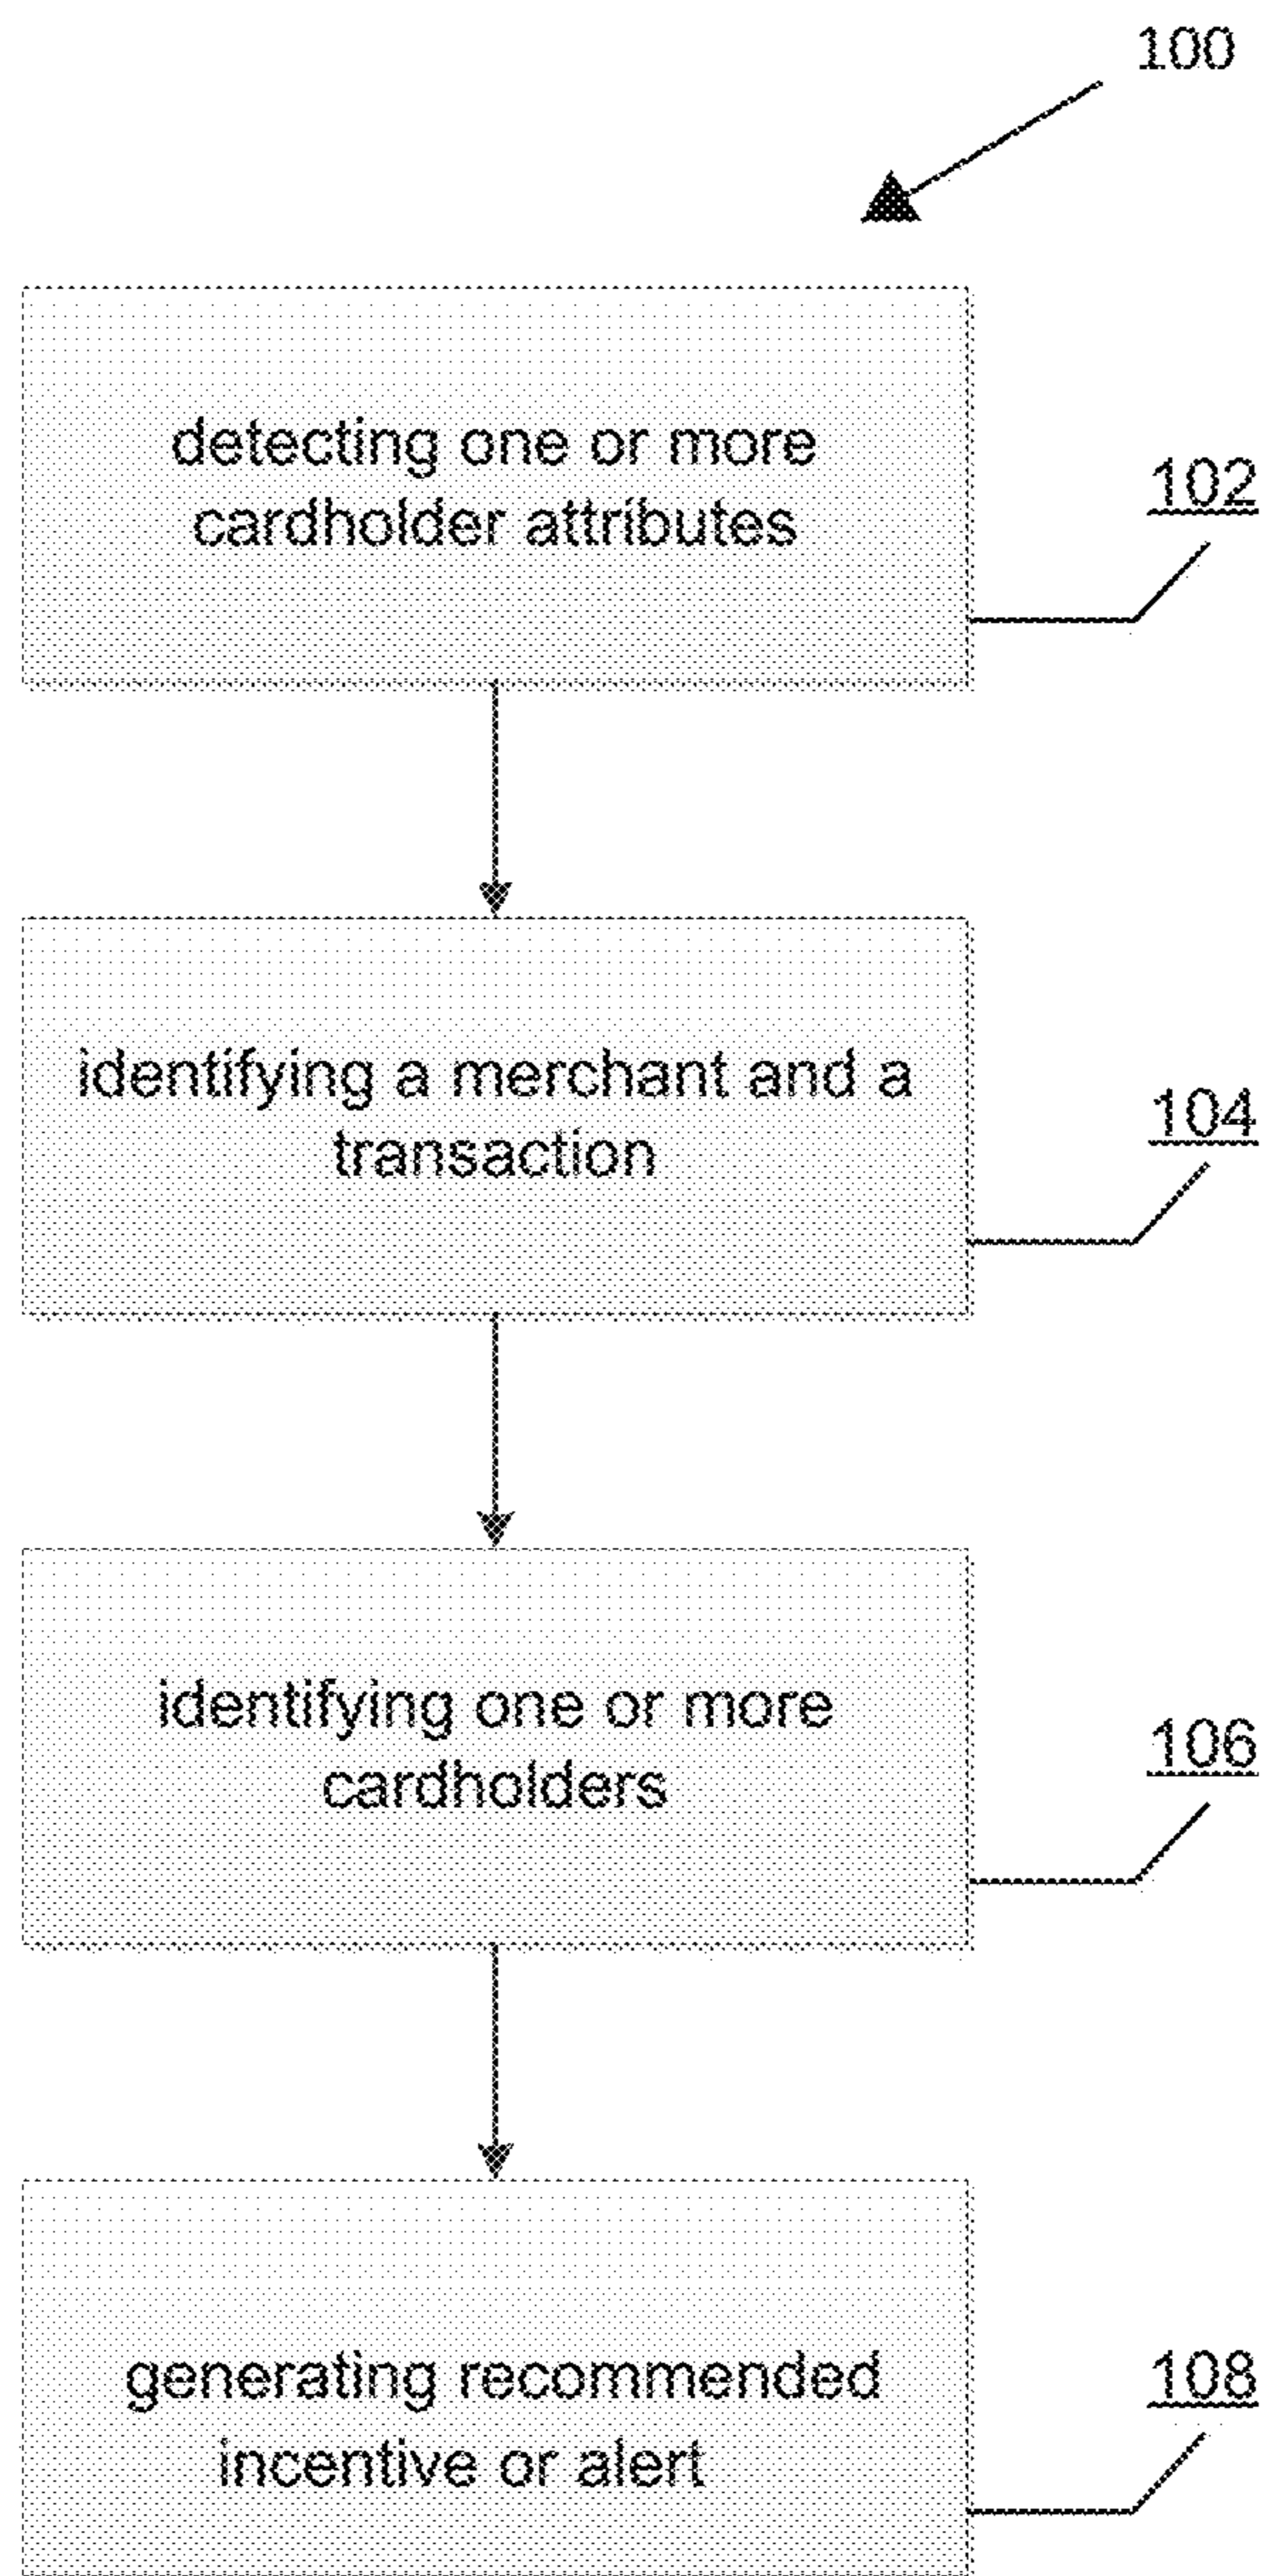 100
detecting one or more
cardholder attributes
102
identifying a merchant and a
transaction
104
identifying one or more
cardholders
106
generating recommended
incentive or alert
108